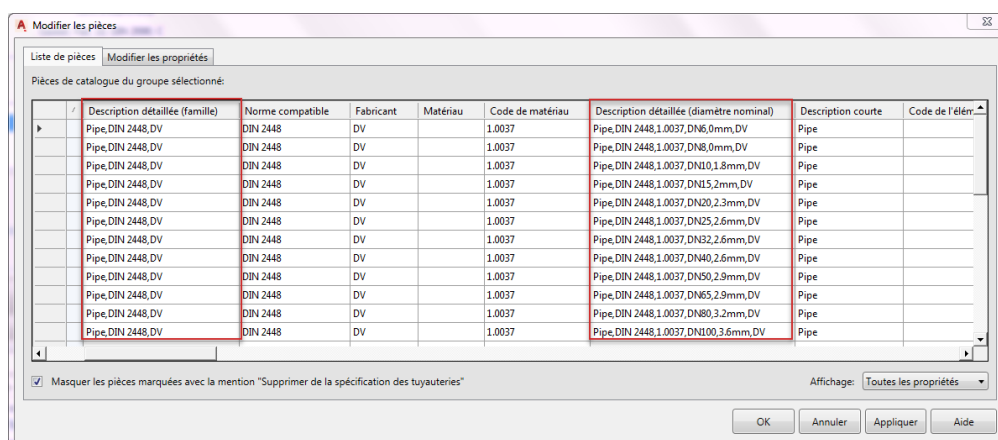 Modifier les pièces
Liste de pièces Modifier les propriétés
Pièces de catalogue du groupe sélectionné:
Description détaillée (famille) Norme compatible Fabricant Matériau Code de matériau Description détaillée (diamètre nominal) Description courte Code de l'élém
Pipe,DIN 2448,DV DIN 2448 DV 1.0037 Pipe,DIN 2448,1.0037,DN6,0mm,DV Pipe
Pipe,DIN 2448,DV DIN 2448 DV 1.0037 Pipe,DIN 2448,1.0037,DN8,0mm,DV Pipe
Pipe,DIN 2448,DV DIN 2448 DV 1.0037 Pipe,DIN 2448,1.0037,DN10,1.8mm,DV Pipe
Pipe,DIN 2448,DV DIN 2448 DV 1.0037 Pipe,DIN 2448,1.0037,DN15,2mm,DV Pipe
Pipe,DIN 2448,DV DIN 2448 DV 1.0037 Pipe,DIN 2448,1.0037,DN20,2.3mm,DV Pipe
Pipe,DIN 2448,DV DIN 2448 DV 1.0037 Pipe,DIN 2448,1.0037,DN25,2.6mm,DV Pipe
Pipe,DIN 2448,DV DIN 2448 DV 1.0037 Pipe,DIN 2448,1.0037,DN32,2.6mm,DV Pipe
Pipe,DIN 2448,DV DIN 2448 DV 1.0037 Pipe,DIN 2448,1.0037,DN40,2.6mm,DV Pipe
Pipe,DIN 2448,DV DIN 2448 DV 1.0037 Pipe,DIN 2448,1.0037,DN50,2.9mm,DV Pipe
Pipe,DIN 2448,DV DIN 2448 DV 1.0037 Pipe,DIN 2448,1.0037,DN65,2.9mm,DV Pipe
Pipe,DIN 2448,DV DIN 2448 DV 1.0037 Pipe,DIN 2448,1.0037,DN80,3.2mm,DV Pipe
Pipe,DIN 2448,DV DIN 2448 DV 1.0037 Pipe,DIN 2448,1.0037,DN100,3.6mm,DV Pipe
Masquer les pièces marquées avec la mention "Supprimer de la spécification des tuyauteries" Affichage: Toutes les propriétés
OK Annuler Appliquer Aide